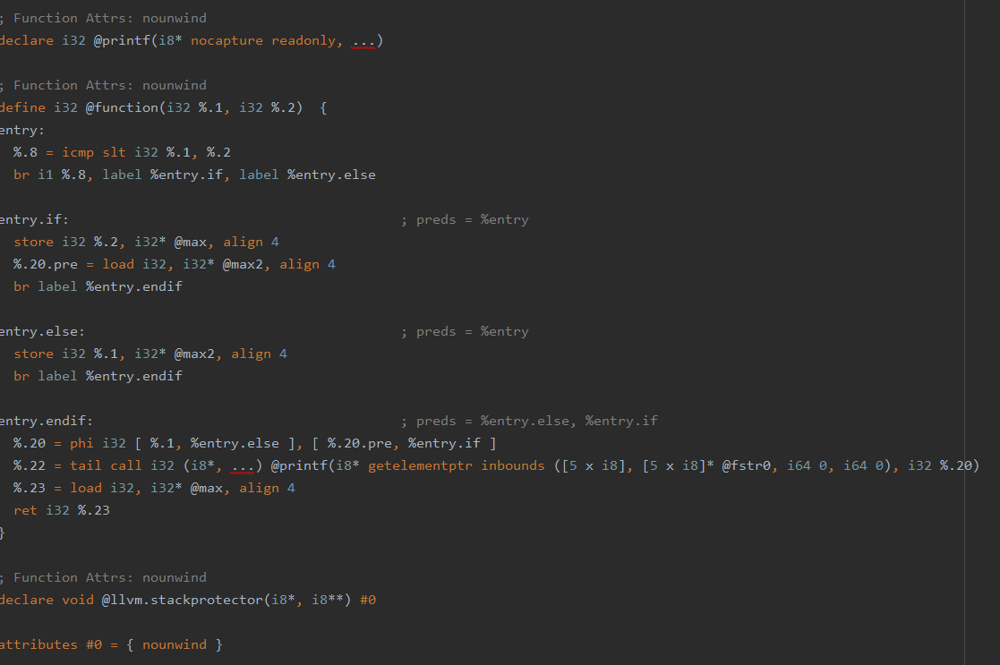 ; Function Attrs: nounwind
declare i32 @printf(i8* nocapture readonly, ...)
; Function Attrs: nounwind
define i32 @function(i32 %.1, i32 %.2)  {
entry:
%.8 = icmp slt i32 %.1, %.2
br i1 %.8, label %entry.if, label %entry.else
entry.if: ; preds = %entry
store i32 %.2, i32* @max, align 4
%.20.pre = load i32, i32* @max2, align 4
br label %entry.endif
entry.else: ; preds = %entry
store i32 %.1, i32* @max2, align 4
br label %entry.endif
entry.endif: ; preds = %entry.else, %entry.if
%.20 = phi i32 [ %.1, %entry.else ], [ %.20.pre, %entry.if ]
%.22 = tail call i32 (i8*, ...) @printf(i8* getelementptr inbounds ([5 x i8], [5 x i8]* @fstr0, i64 0, i64 0), i32 %.20)
%.23 = load i32, i32* @max, align 4
ret i32 %.23
}
; Function Attrs: nounwind
declare void @llvm.stackprotector(i8*, i8**) #0
attributes #0 = { nounwind }